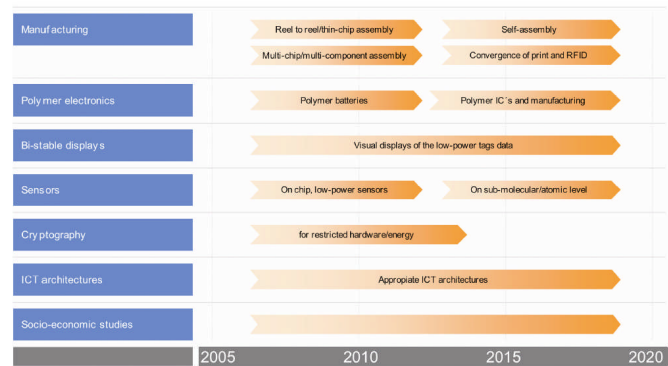 Manufacturing
Reel to reel/thin-chip assembly
Self-assembly
Multi-chip/multi-component assembly
Convergence of print and RFID
Polymer electronics
Polymer batteries
Polymer IC´s and manufacturing
Bi-stable displays
Visual displays of the low-power tags data
Sensors
On chip, low-power sensors
On sub-molecular/atomic level
Cryptography
for restricted hardware/energy
ICT architectures
Appropiate ICT architectures
Socio-economic studies
2005 2010 2015 2020